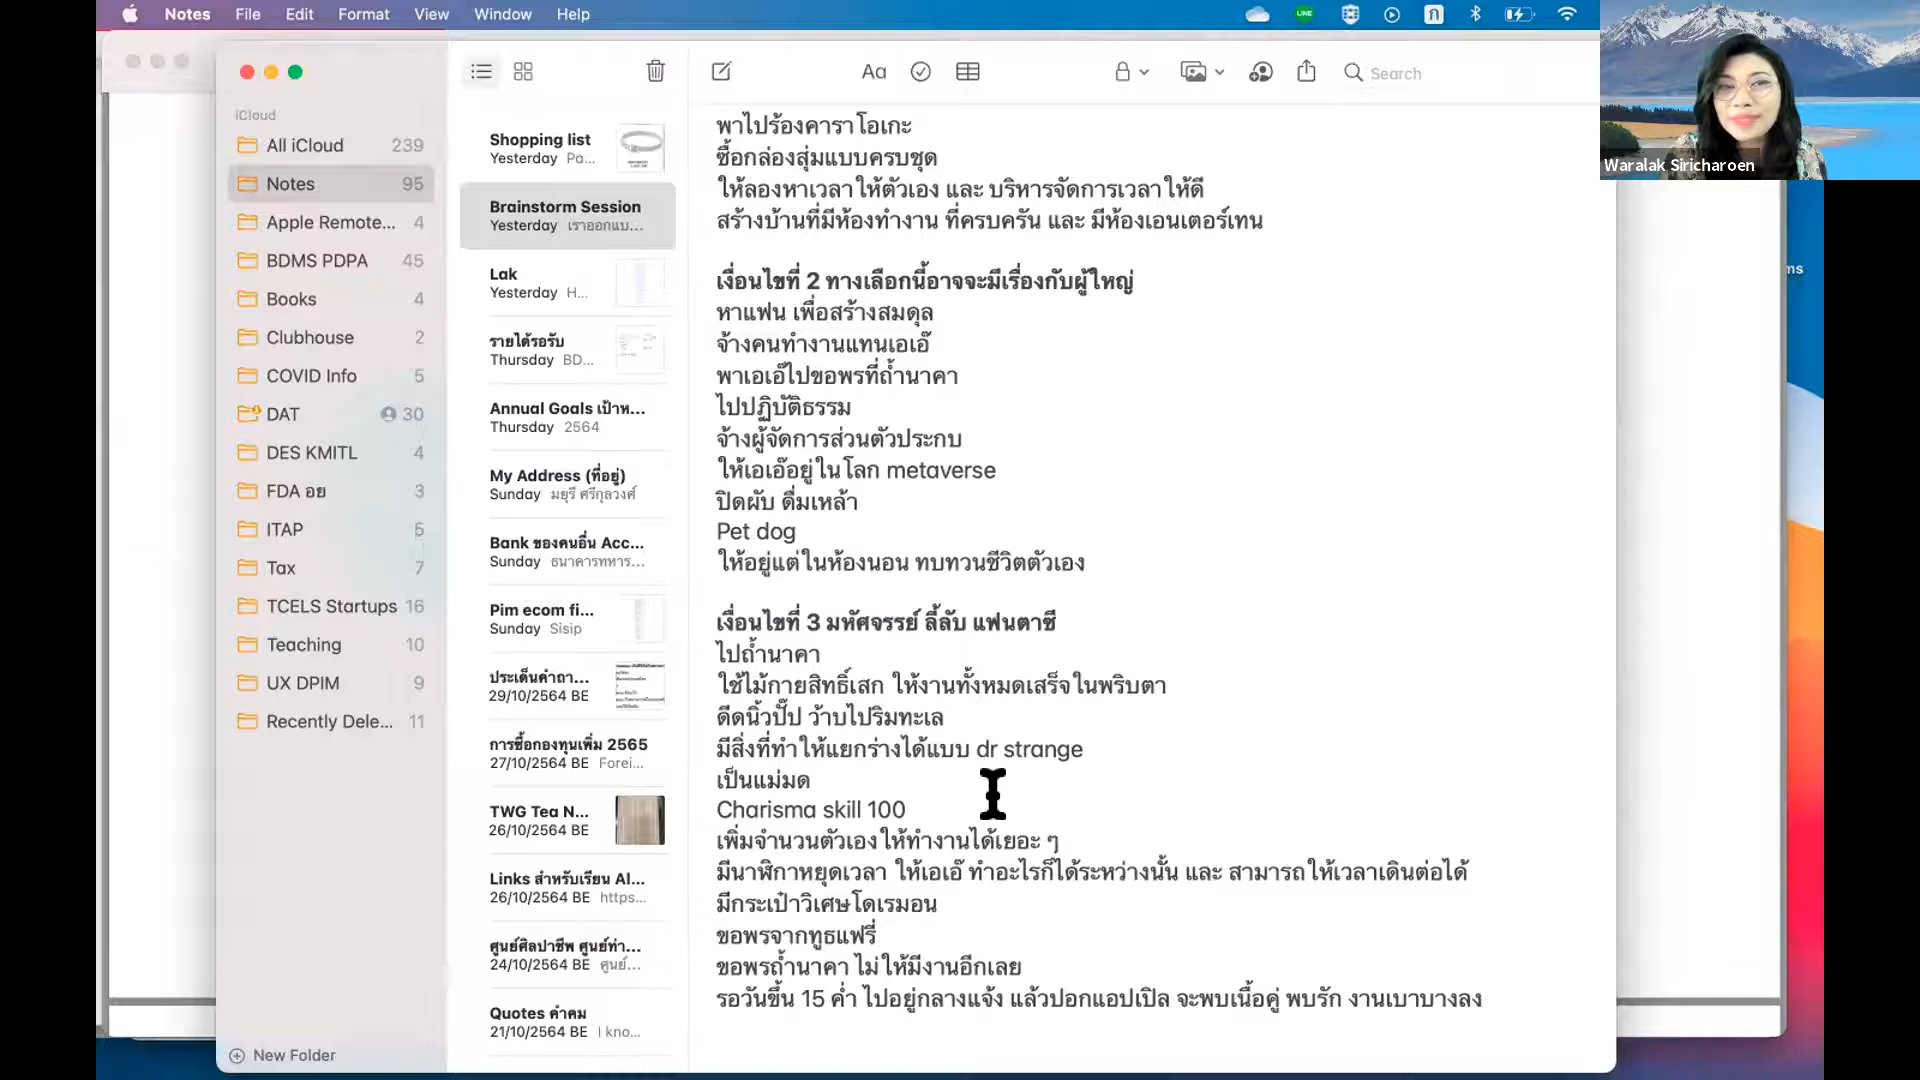 Notes File Edit Format View Window Help
LINE
ก
Waralak Siricharoen
Aa
Search
iCloud
All iCloud 239
Notes 95
Apple Remote... 4
BDMS PDPA 45
Books 4
Clubhouse 2
COVID Info 5
DAT 30
DES KMITL 4
FDA อย 3
ITAP 5
Tax 7
TCELS Startups 16
Teaching 10
UX DPIM 9
Recently Dele... 11
New Folder
Shopping list
Yesterday Pa...
Brainstorm Session
Yesterday เราออกแบ...
Lak
Yesterday H...
รายได้รอรับ
Thursday BD...
Annual Goals เป้าห...
Thursday 2564
My Address (ที่อยู่)
Sunday มยุรี ศรีกุลวงศ์
Bank ของคนอื่น Acc...
Sunday ธนาคารทหาร...
Pim ecom fi...
Sunday Sisip
ประเด็นคำถา...
29/10/2564 BE
การซื้อกองทุนเพิ่ม 2565
27/10/2564 BE Forei...
TWG Tea N...
26/10/2564 BE
Links สำหรับเรียน AI...
26/10/2564 BE https...
ศูนย์ศิลปาชีพ ศูนย์ท่า...
24/10/2564 BE ศูนย์...
Quotes คำคม
21/10/2564 BE I kno...
พาไปร้องคาราโอเกะ
ซื้อกล่องสุ่มแบบครบชุด
ให้ลองหาเวลาให้ตัวเอง และ บริหารจัดการเวลาให้ดี
สร้างบ้านที่มีห้องทำงาน ที่ครบครัน และ มีห้องเอนเตอร์เทน
เงื่อนไขที่ 2 ทางเลือกนี้อาจจะมีเรื่องกับผู้ใหญ่
หาแฟน เพื่อสร้างสมดุล
จ้างคนทำงานแทนเอเอ๊
พาเอเอ๊ไปขอพรที่ถ้ำนาคา
ไปปฏิบัติธรรม
จ้างผู้จัดการส่วนตัวประกบ
ให้เอเอ๊อยู่ในโลก metaverse
ปิดผับ ดื่มเหล้า
Pet dog
ให้อยู่แต่ในห้องนอน ทบทวนชีวิตตัวเอง
เงื่อนไขที่ 3 มหัศจรรย์ ลี้ลับ แฟนตาซี
ไปถ้ำนาคา
ใช้ไม้กายสิทธิ์เสก ให้งานทั้งหมดเสร็จในพริบตา
ดีดนิ้วปั๊ป ว้าบไปริมทะเล
มีสิ่งที่ทำให้แยกร่างได้แบบ dr strange
เป็นแม่มด
Charisma skill 100
เพิ่มจำนวนตัวเองให้ทำงานได้เยอะ ๆ
มีนาฬิกาหยุดเวลา ให้เอเอ๊ ทำอะไรก็ได้ระหว่างนั้น และ สามารถให้เวลาเดินต่อได้
มีกระเป๋าวิเศษโดเรมอน
ขอพรจากทูธแฟรี่
ขอพรถ้ำนาคา ไม่ให้มีงานอีกเลย
รอวันขึ้น 15 ค่ำ ไปอยู่กลางแจ้ง แล้วปอกแอปเปิล จะพบเนื้อคู่ พบรัก งานเบาบางลง